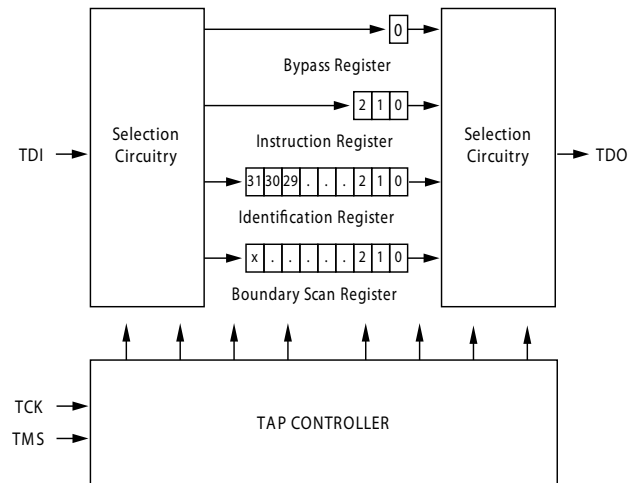 0
Bypass Register
2 1 0
Selection
Circuitry
Selection
Circuitry
Instruction Register
TDI
TDO
31 30 29 . . . 2 1 0
Identification Register
x . . . . . 2 1 0
Boundary Scan Register
TCK
TAP CONTROLLER
TMS